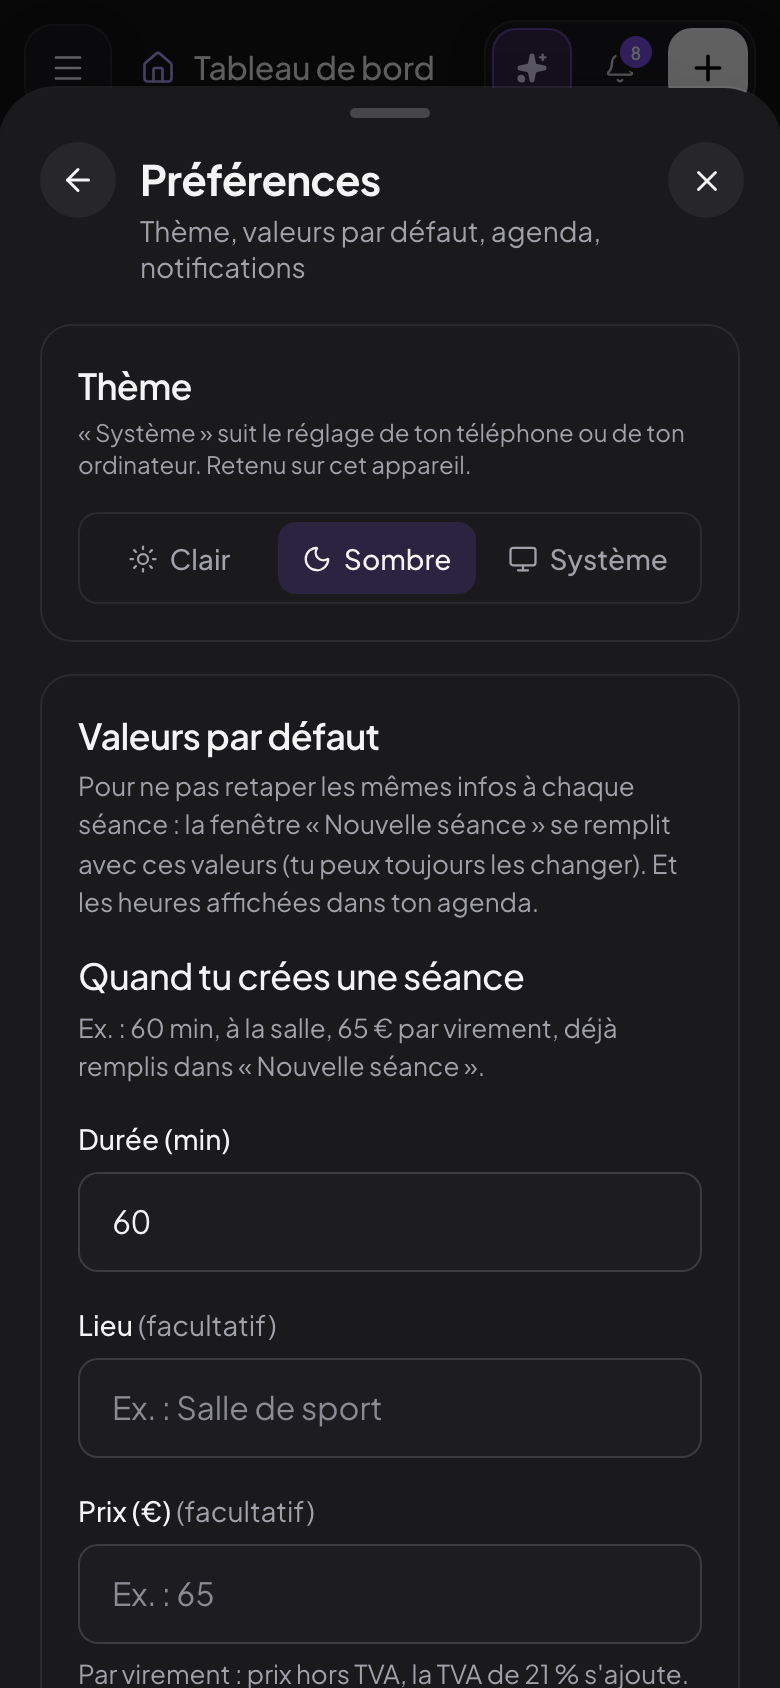 Tableau de bord
8
Préférences
Thème, valeurs par défaut, agenda,
notifications
Thème
« Système » suit le réglage de ton téléphone ou de ton
ordinateur. Retenu sur cet appareil.
Clair
Sombre
Système
Valeurs par défaut
Pour ne pas retaper les mêmes infos à chaque
séance : la fenêtre « Nouvelle séance » se remplit
avec ces valeurs (tu peux toujours les changer). Et
les heures affichées dans ton agenda.
Quand tu crées une séance
Ex. : 60 min, à la salle, 65 € par virement, déjà
remplis dans « Nouvelle séance ».
Durée (min)
60
Lieu (facultatif)
Ex. : Salle de sport
Prix (€) (facultatif)
Ex. : 65
Par virement : prix hors TVA, la TVA de 21 % s'ajoute.